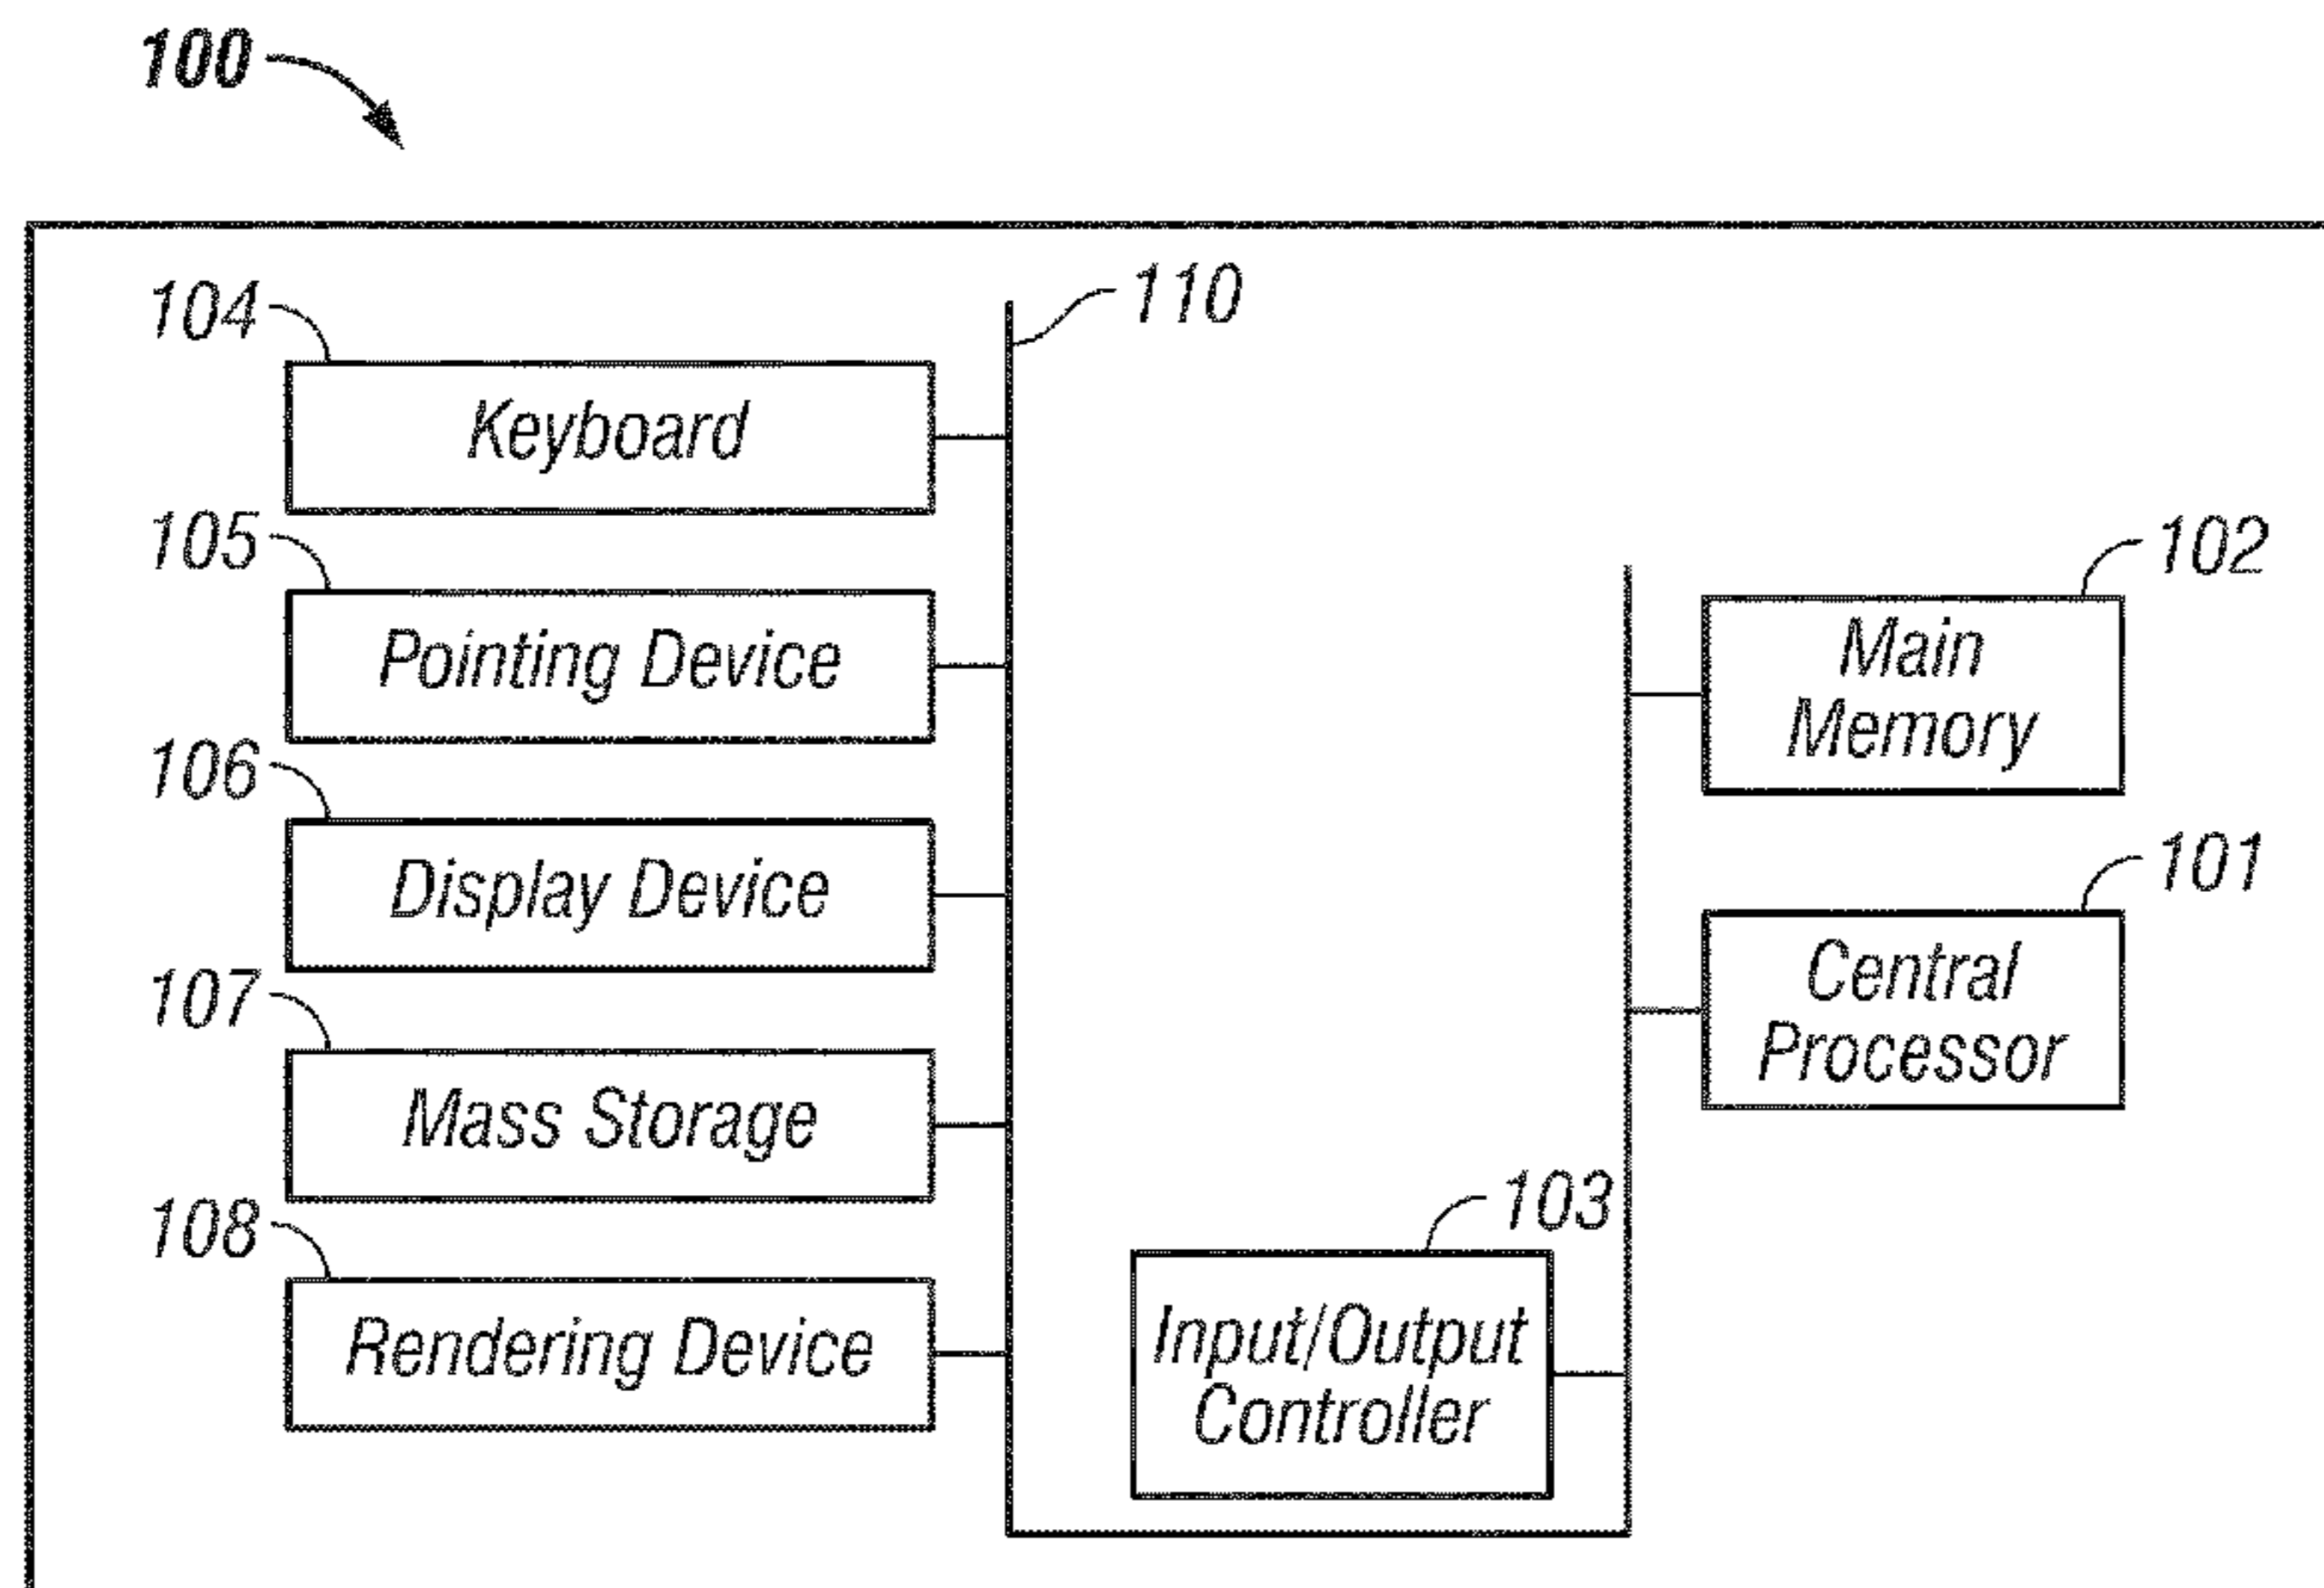 100
104
110
Keyboard
105
Pointing Device
102
Main
Memory
106
Display Device
101
Central
Processor
107
Mass Storage
108
Rendering Device
103
Input/Output
Controller